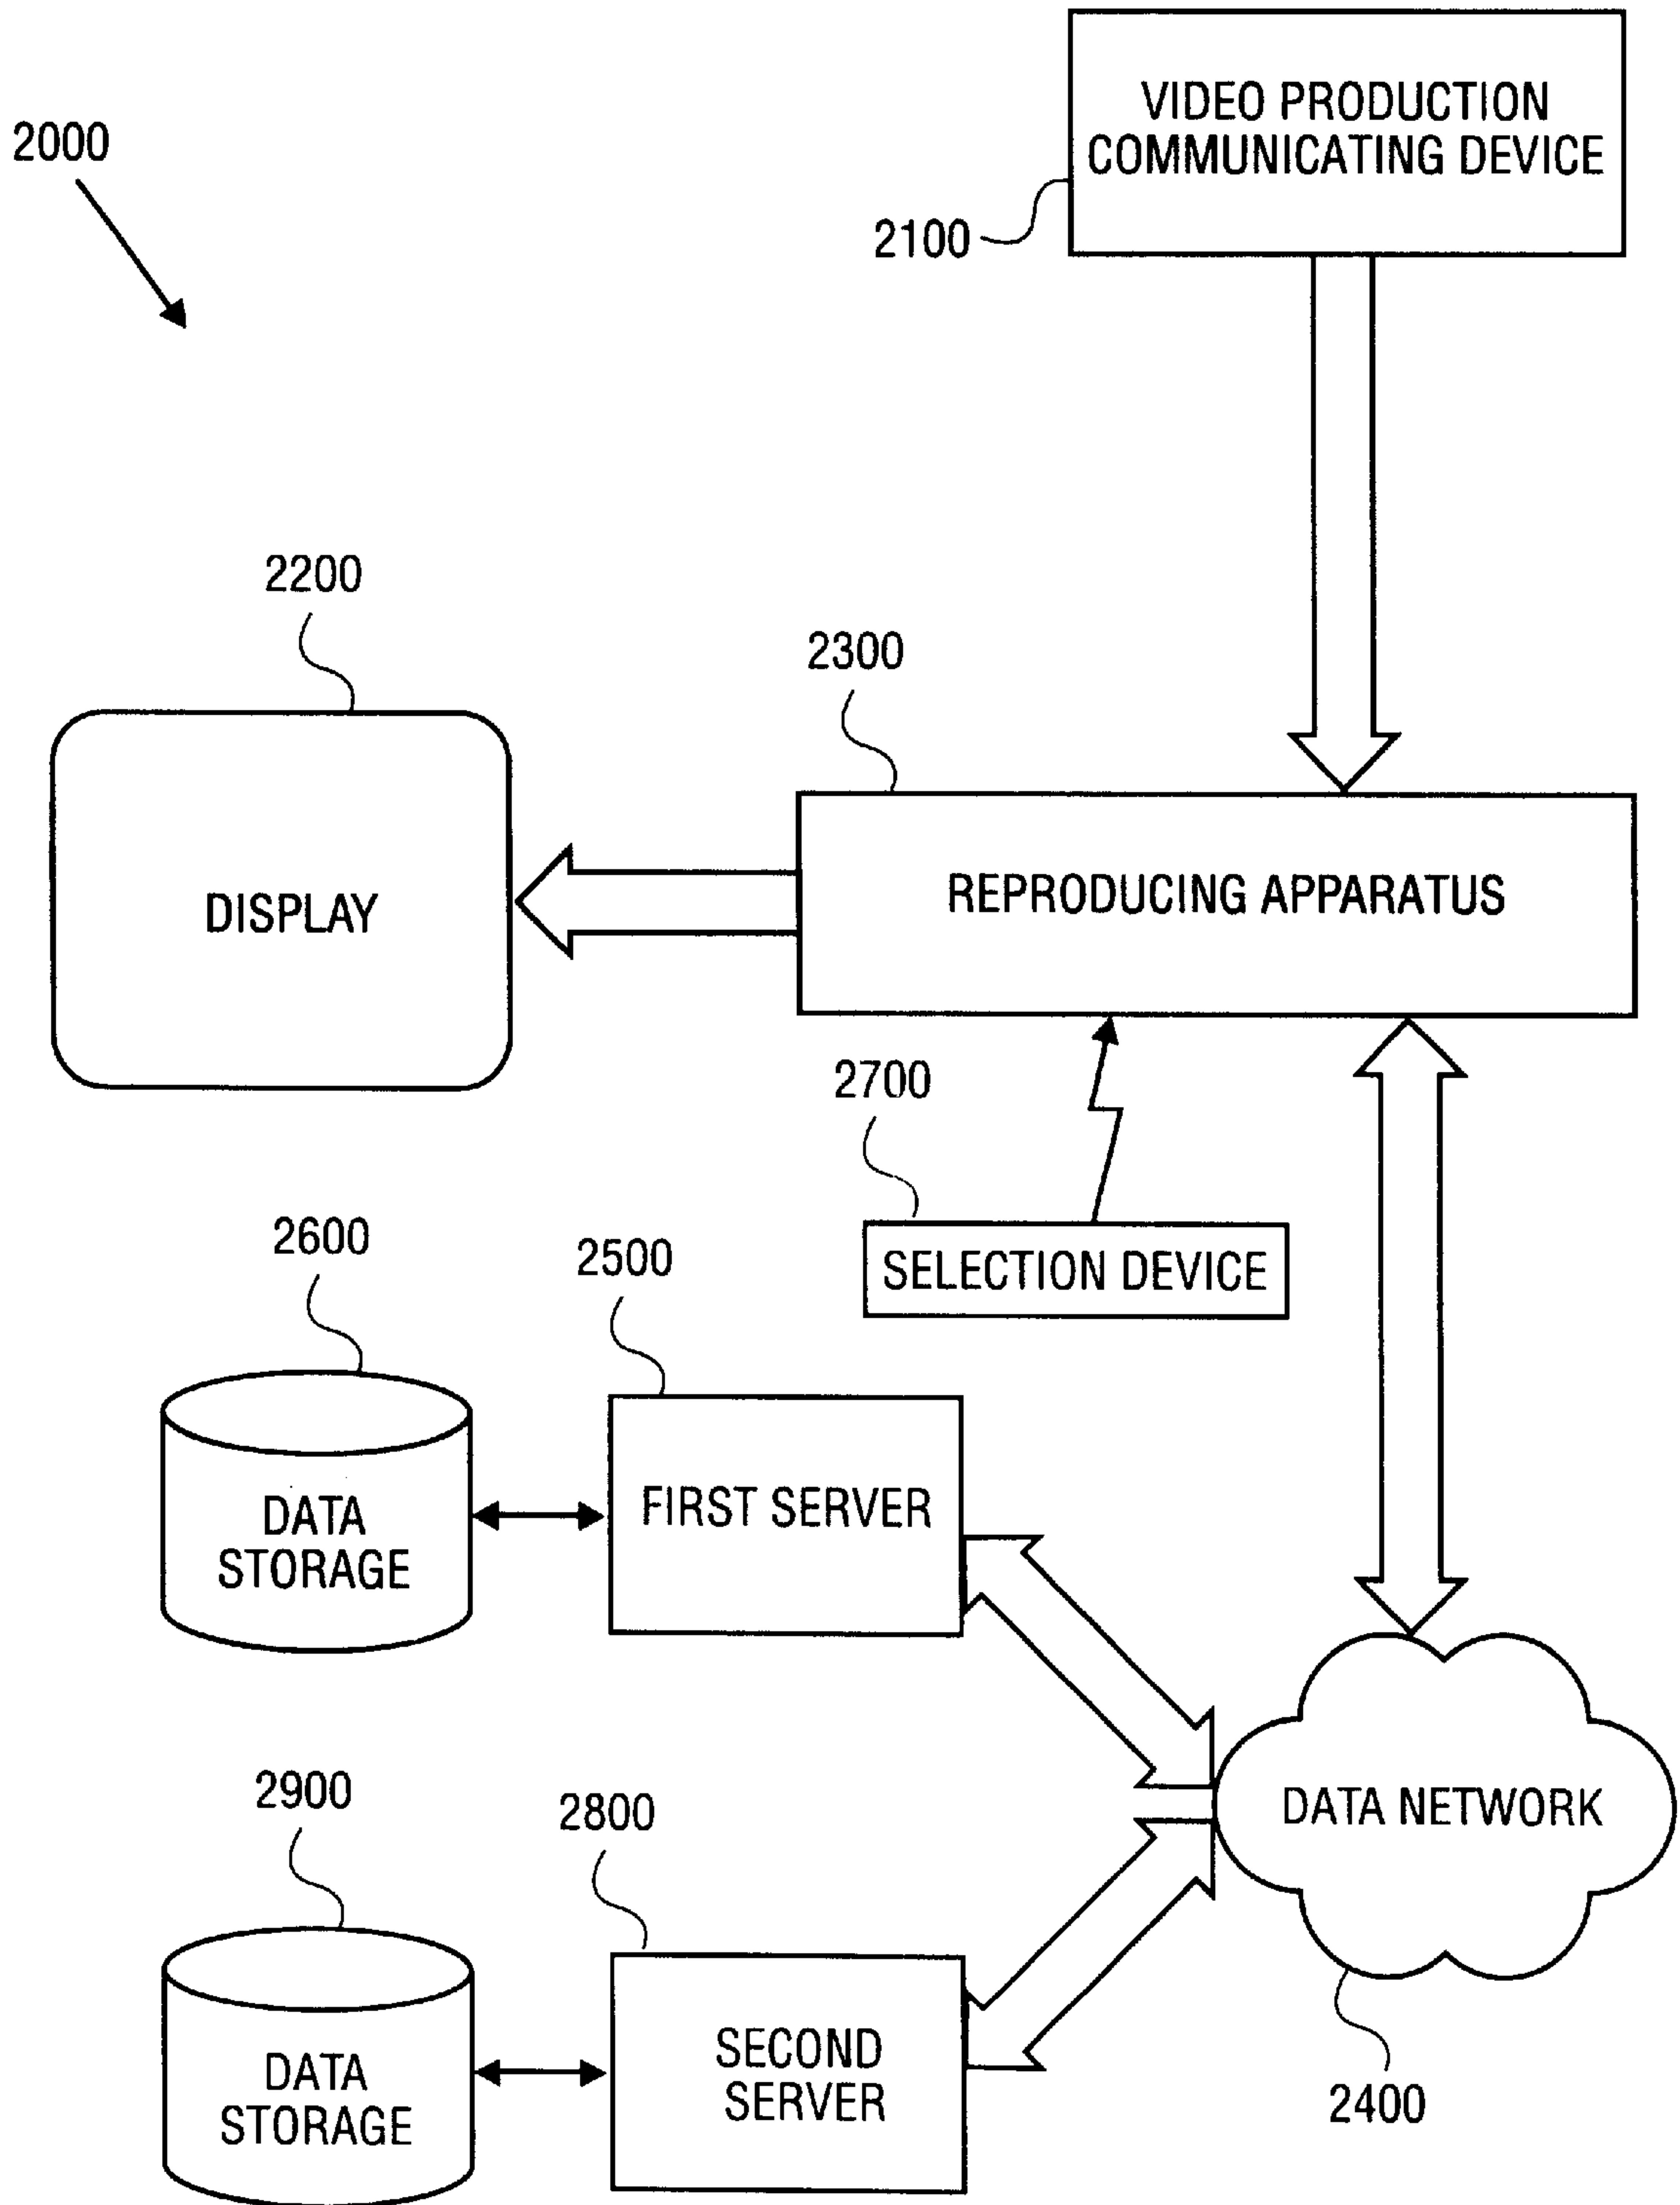 VIDEO PRODUCTION
COMMUNICATING DEVICE
2000
2100
2200
2300
DISPLAY
REPRODUCING APPARATUS
2700
SELECTION DEVICE
2600
2500
DATA
STORAGE
FIRST SERVER
2900
2800
DATA NETWORK
DATA
STORAGE
SECOND
SERVER
2400